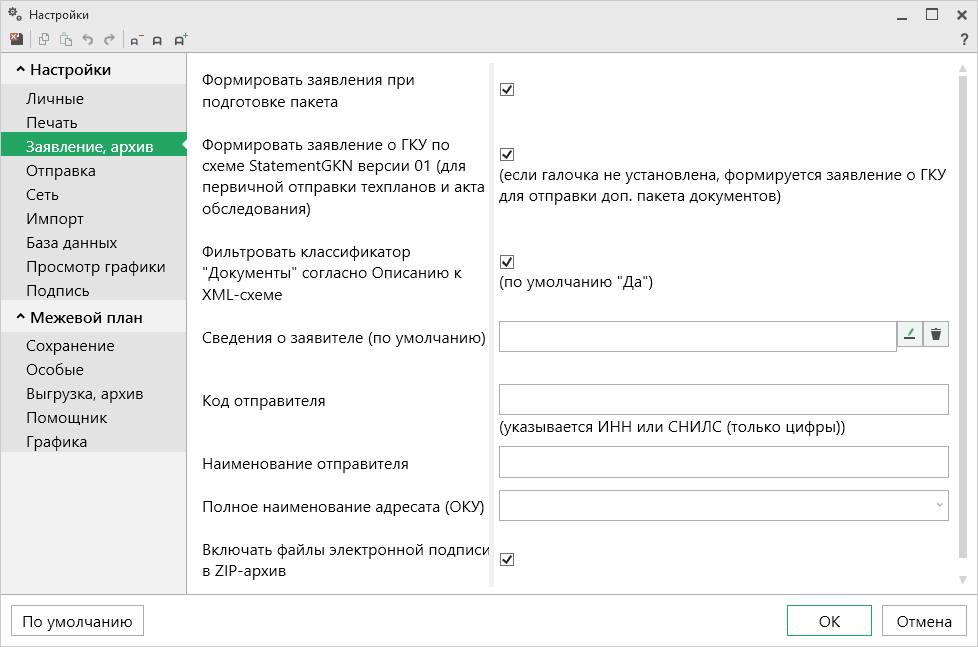 Настройки
?
Настройки
Личные
Печать
Заявление, архив
Отправка
Сеть
Импорт
База данных
Просмотр графики
Подпись
Межевой план
Сохранение
Особые
Выгрузка, архив
Помощник
Графика
Формировать заявления при
подготовке пакета
Формировать заявление о ГКУ по
схеме StatementGKN версии 01 (для
первичной отправки техпланов и акта
обследования)
(если галочка не установлена, формируется заявление о ГКУ
для отправки доп. пакета документов)
Фильтровать классификатор
"Документы" согласно Описанию к
XML-схеме
(по умолчанию "Да")
Сведения о заявителе (по умолчанию)
Код отправителя
(указывается ИНН или СНИЛС (только цифры))
Наименование отправителя
Полное наименование адресата (ОКУ)
Включать файлы электронной подписи
в ZIP-архив
По умолчанию
ОК
Отмена